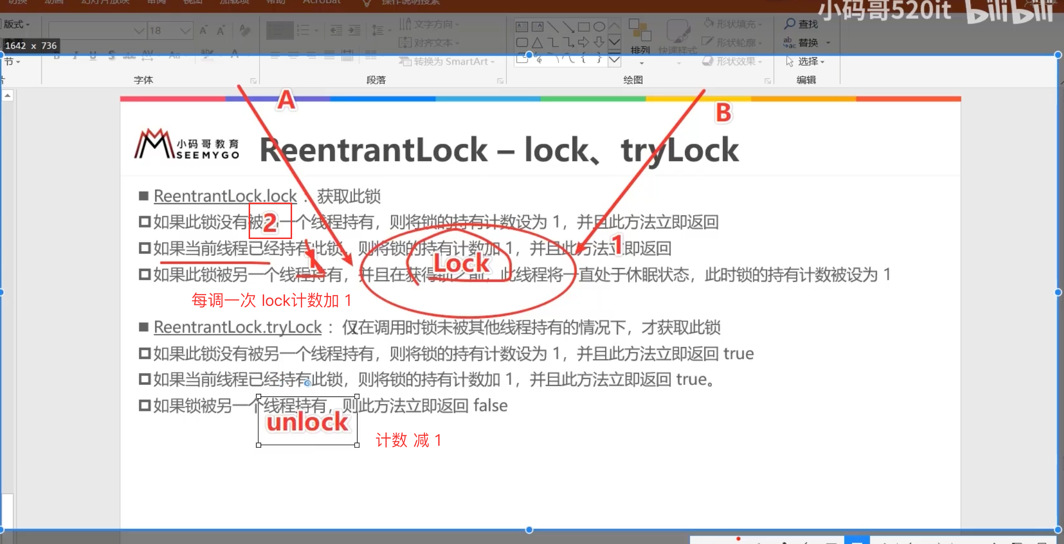 小码哥520it bilibili
版式
18
文字方向
对齐文本
转换为 SmartArt
排列
快速样式
形状填充
形状轮廓
形状效果
查找
替换
选择
1642 x 736
节
字体
段落
绘图
编辑
A
B
小码哥教育
SEEMYGO
ReentrantLock – lock、tryLock
ReentrantLock.lock：获取此锁
如果此锁没有被另一个线程持有，则将锁的持有计数设为 1，并且此方法立即返回
2
如果当前线程已经持有此锁，则将锁的持有计数加 1，并且此方法立即返回
1
Lock
1
如果此锁被另一个线程持有，并且在获得锁之前，此线程将一直处于休眠状态，此时锁的持有计数被设为 1
每调一次 lock计数加 1
ReentrantLock.tryLock：仅在调用时锁未被其他线程持有的情况下，才获取此锁
如果此锁没有被另一个线程持有，则将锁的持有计数设为 1，并且此方法立即返回 true
如果当前线程已经持有此锁，则将锁的持有计数加 1，并且此方法立即返回 true。
如果锁被另一个线程持有，则此方法立即返回 false
unlock
计数 减 1